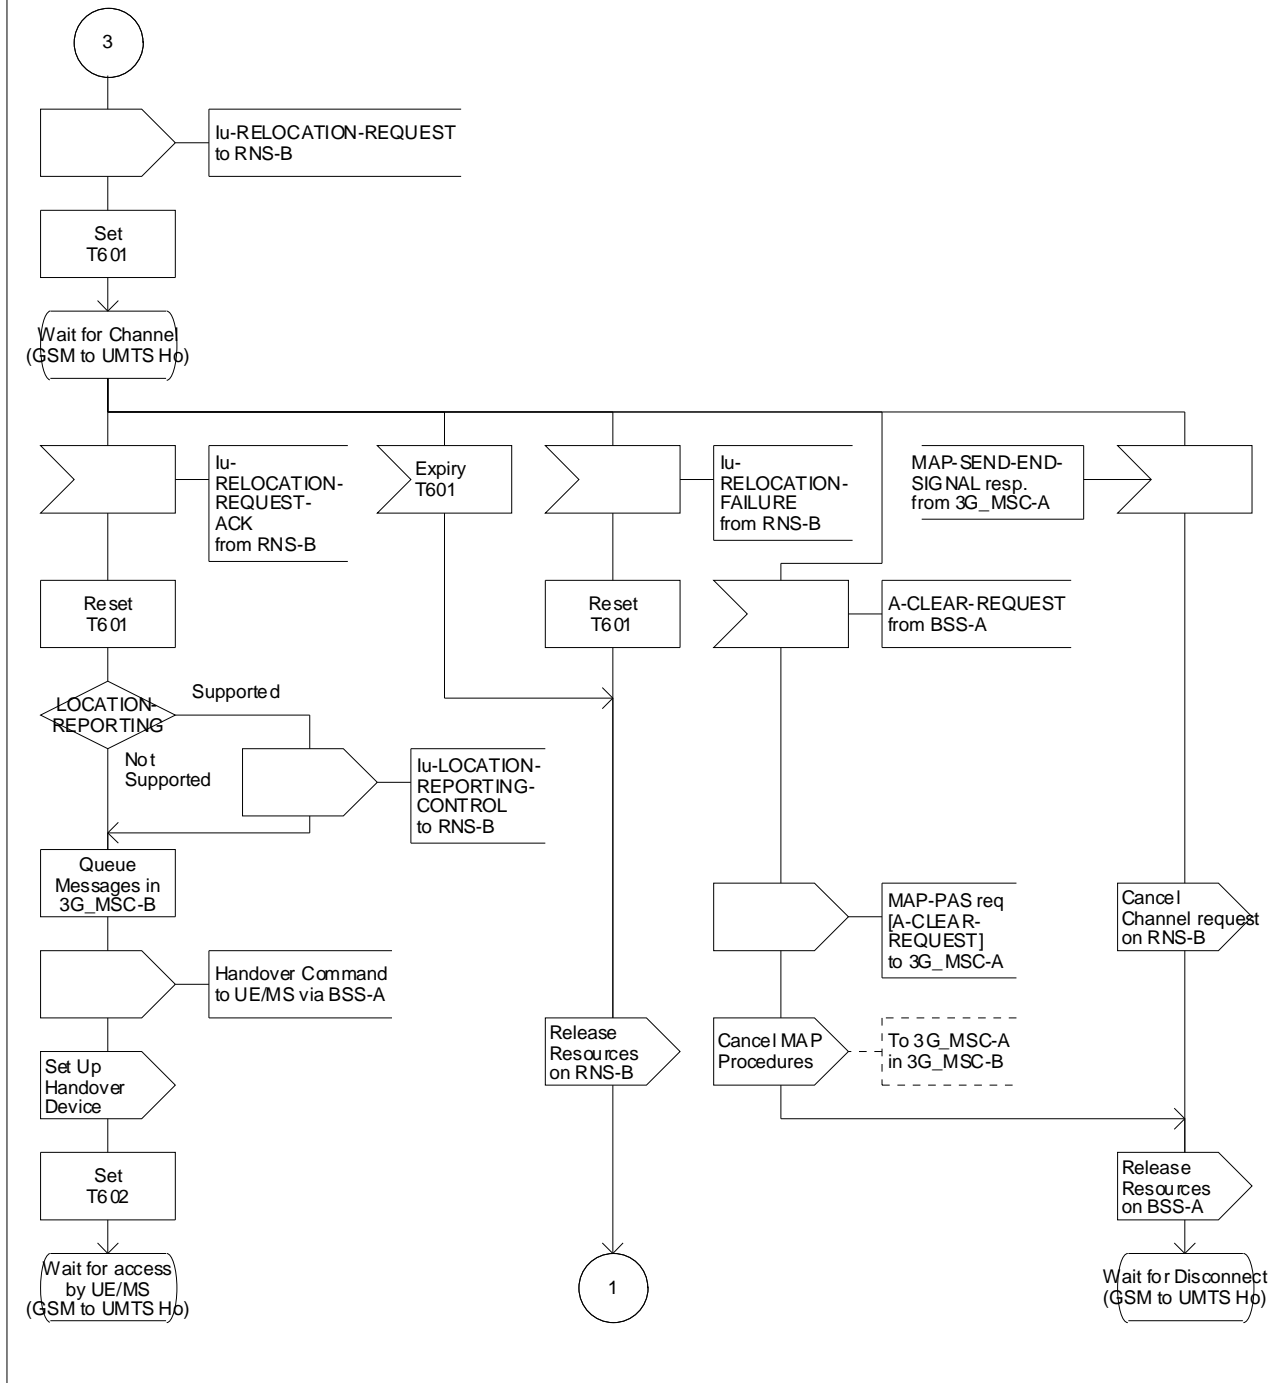 3
Iu-RELOCATION-REQUEST
to RNS-B
Set
T601
Wait for Channel
(GSM to UMTS Ho)
Iu-
RELOCATION-
REQUEST-
ACK
from RNS-B
Expiry
T601
Iu-
RELOCATION-
FAILURE
from RNS-B
MAP-SEND-END-
SIGNAL resp.
from 3G_MSC-A
Reset
T601
Reset
T601
A-CLEAR-REQUEST
from BSS-A
LOCATION-
REPORTING
Supported
Not
Supported
Iu-LOCATION-
REPORTING-
CONTROL
to RNS-B
Queue
Messages in
3G_MSC-B
MAP-PAS req
[A-CLEAR-
REQUEST]
to 3G_MSC-A
Cancel
Channel request
on RNS-B
Handover Command
to UE/MS via BSS-A
Release
Resources
on RNS-B
Cancel MAP
Procedures
To 3G_MSC-A
in 3G_MSC-B
Set Up
Handover
Device
Set
T602
Release
Resources
on BSS-A
Wait for access
by UE/MS
(GSM to UMTS Ho)
1
Wait for Disconnect
(GSM to UMTS Ho)